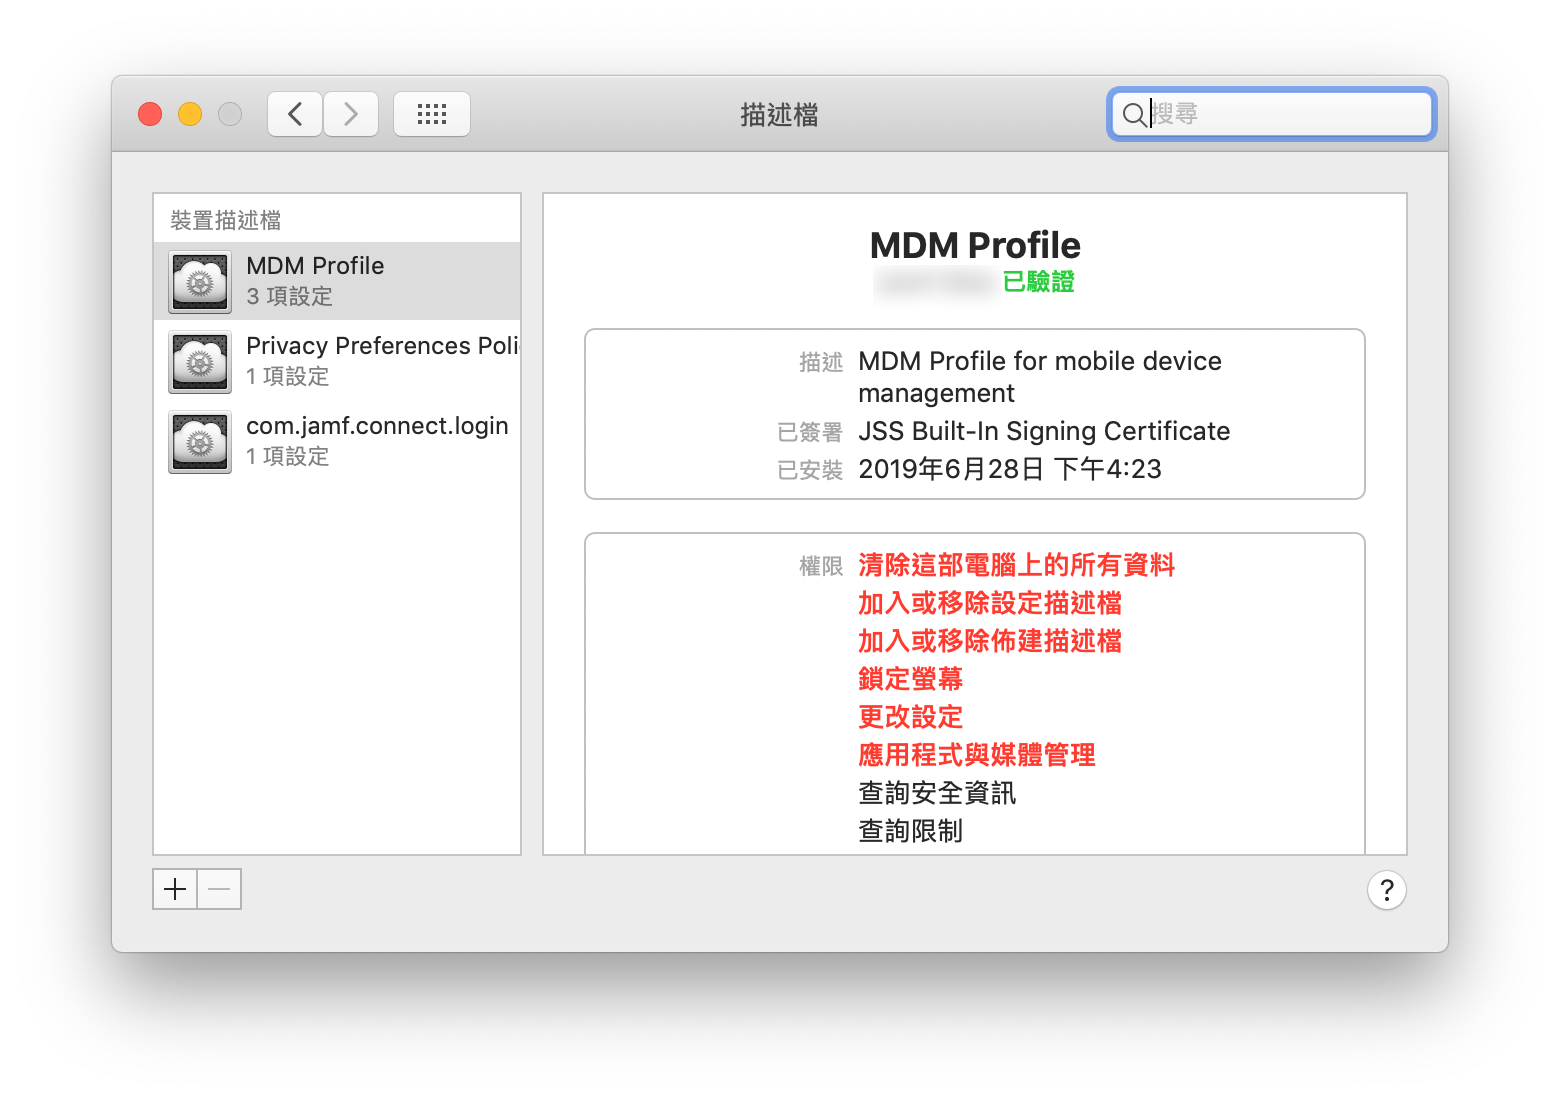 描述檔
搜尋
裝置描述檔
MDM Profile
3 項設定
Privacy Preferences Poli
1 項設定
com.jamf.connect.login
1 項設定
MDM Profile
已驗證
描述 MDM Profile for mobile device
management
已簽署 JSS Built-In Signing Certificate
已安裝 2019年6月28日 下午4:23
權限 清除這部電腦上的所有資料
加入或移除設定描述檔
加入或移除佈建描述檔
鎖定螢幕
更改設定
應用程式與媒體管理
查詢安全資訊
查詢限制
?